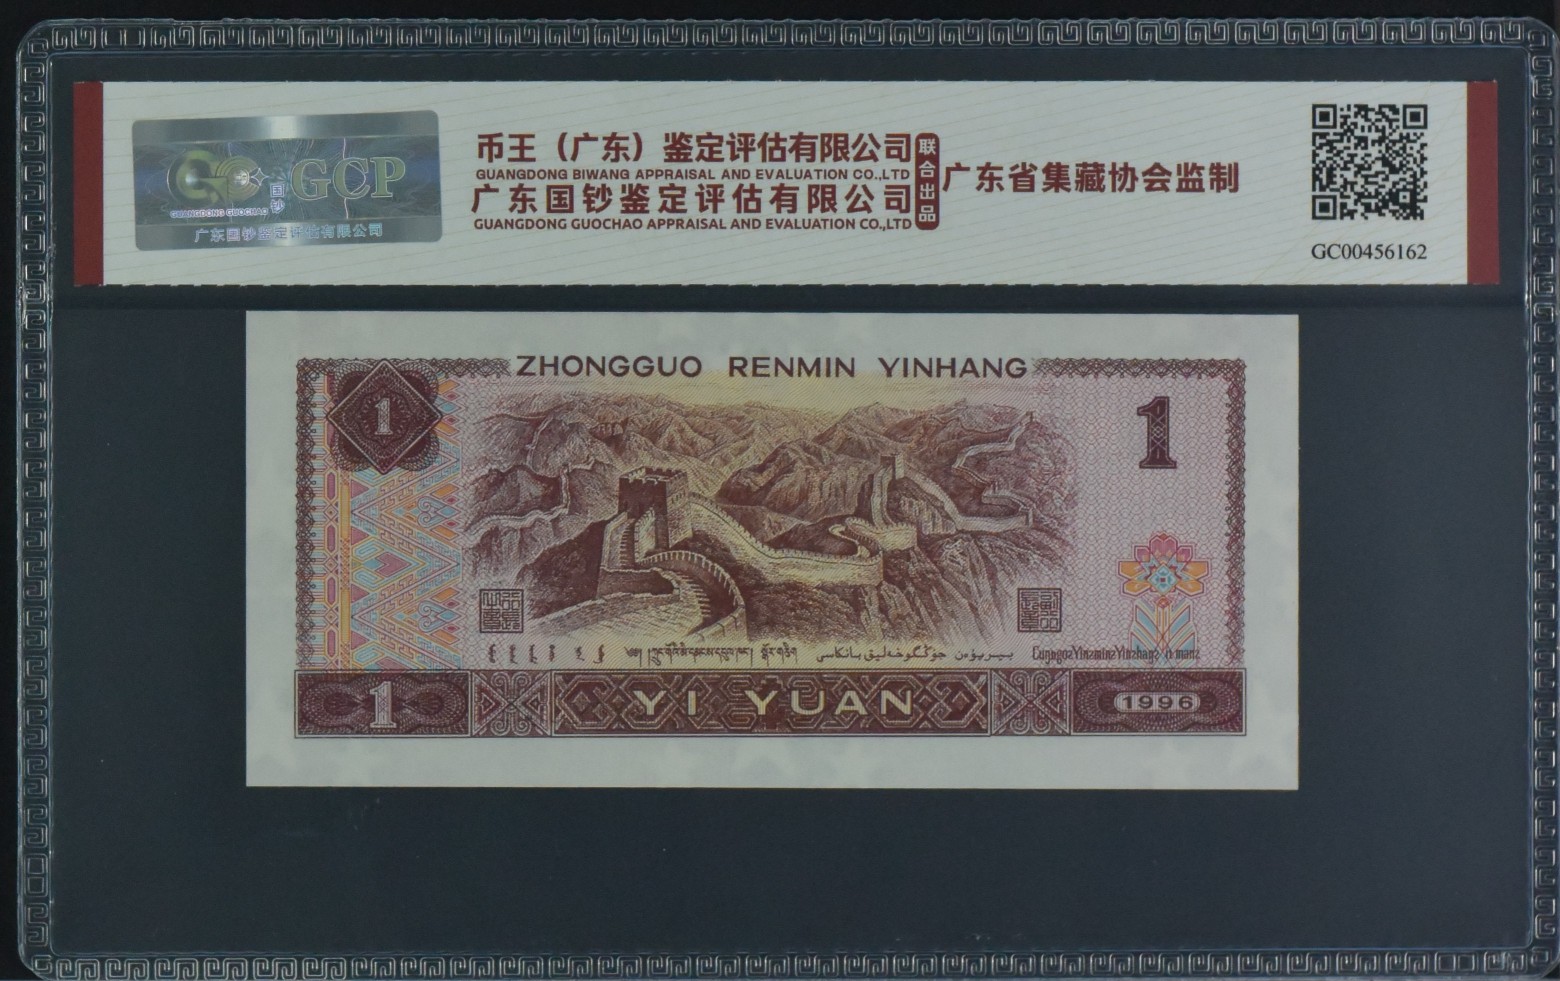 GCP
国钞
GUANGDONG GUOCHAO
广东国钞鉴定评估有限公司
币王（广东）鉴定评估有限公司
GUANGDONG BIWANG APPRAISAL AND EVALUATION CO.,LTD
广东国钞鉴定评估有限公司
GUANGDONG GUOCHAO APPRAISAL AND EVALUATION CO.,LTD
联合出品
广东省集藏协会监制
GC00456162
ZHONGGUO RENMIN YINHANG
1
1
YI YUAN
1
1996